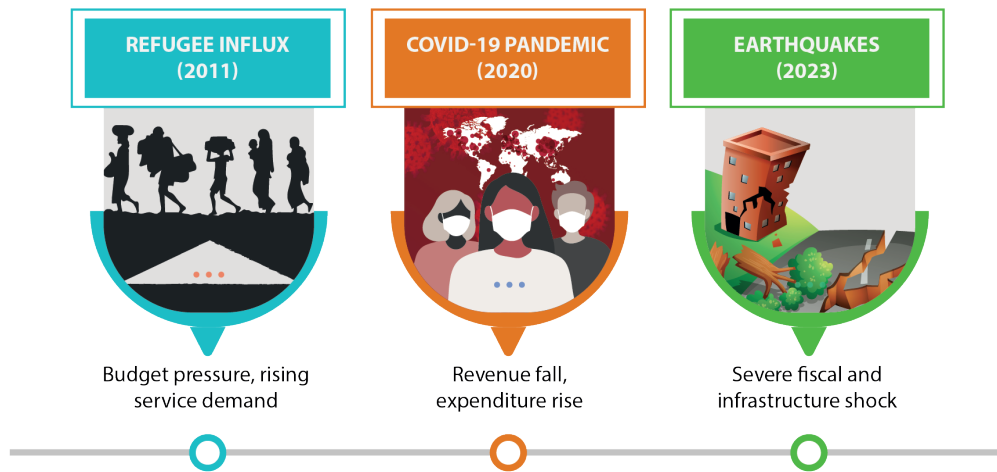 REFUGEE INFLUX
(2011)
COVID-19 PANDEMIC
(2020)
EARTHQUAKES
(2023)
Budget pressure, rising
service demand
Revenue fall,
expenditure rise
Severe fiscal and
infrastructure shock